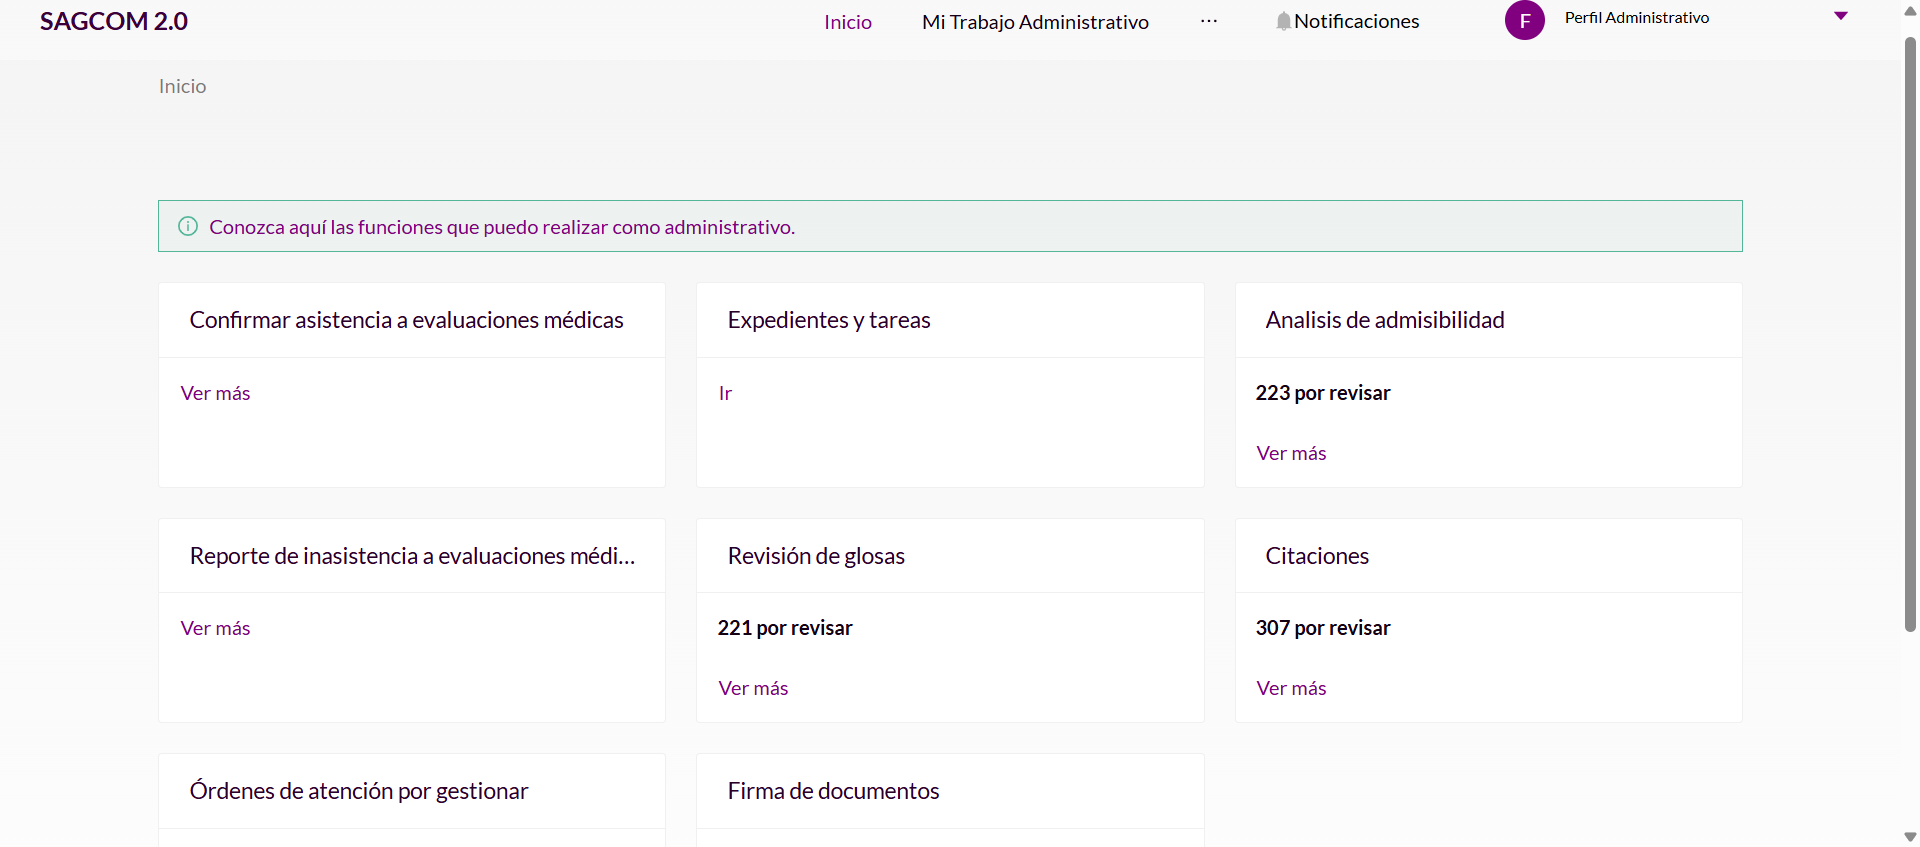 SAGCOM 2.0
Inicio
Mi Trabajo Administrativo
···
Notificaciones
F
Perfil Administrativo
Inicio
Conozca aquí las funciones que puedo realizar como administrativo.
Confirmar asistencia a evaluaciones médicas
Ver más
Expedientes y tareas
Ir
Analisis de admisibilidad
223 por revisar
Ver más
Reporte de inasistencia a evaluaciones médi...
Ver más
Revisión de glosas
221 por revisar
Ver más
Citaciones
307 por revisar
Ver más
Órdenes de atención por gestionar
Firma de documentos